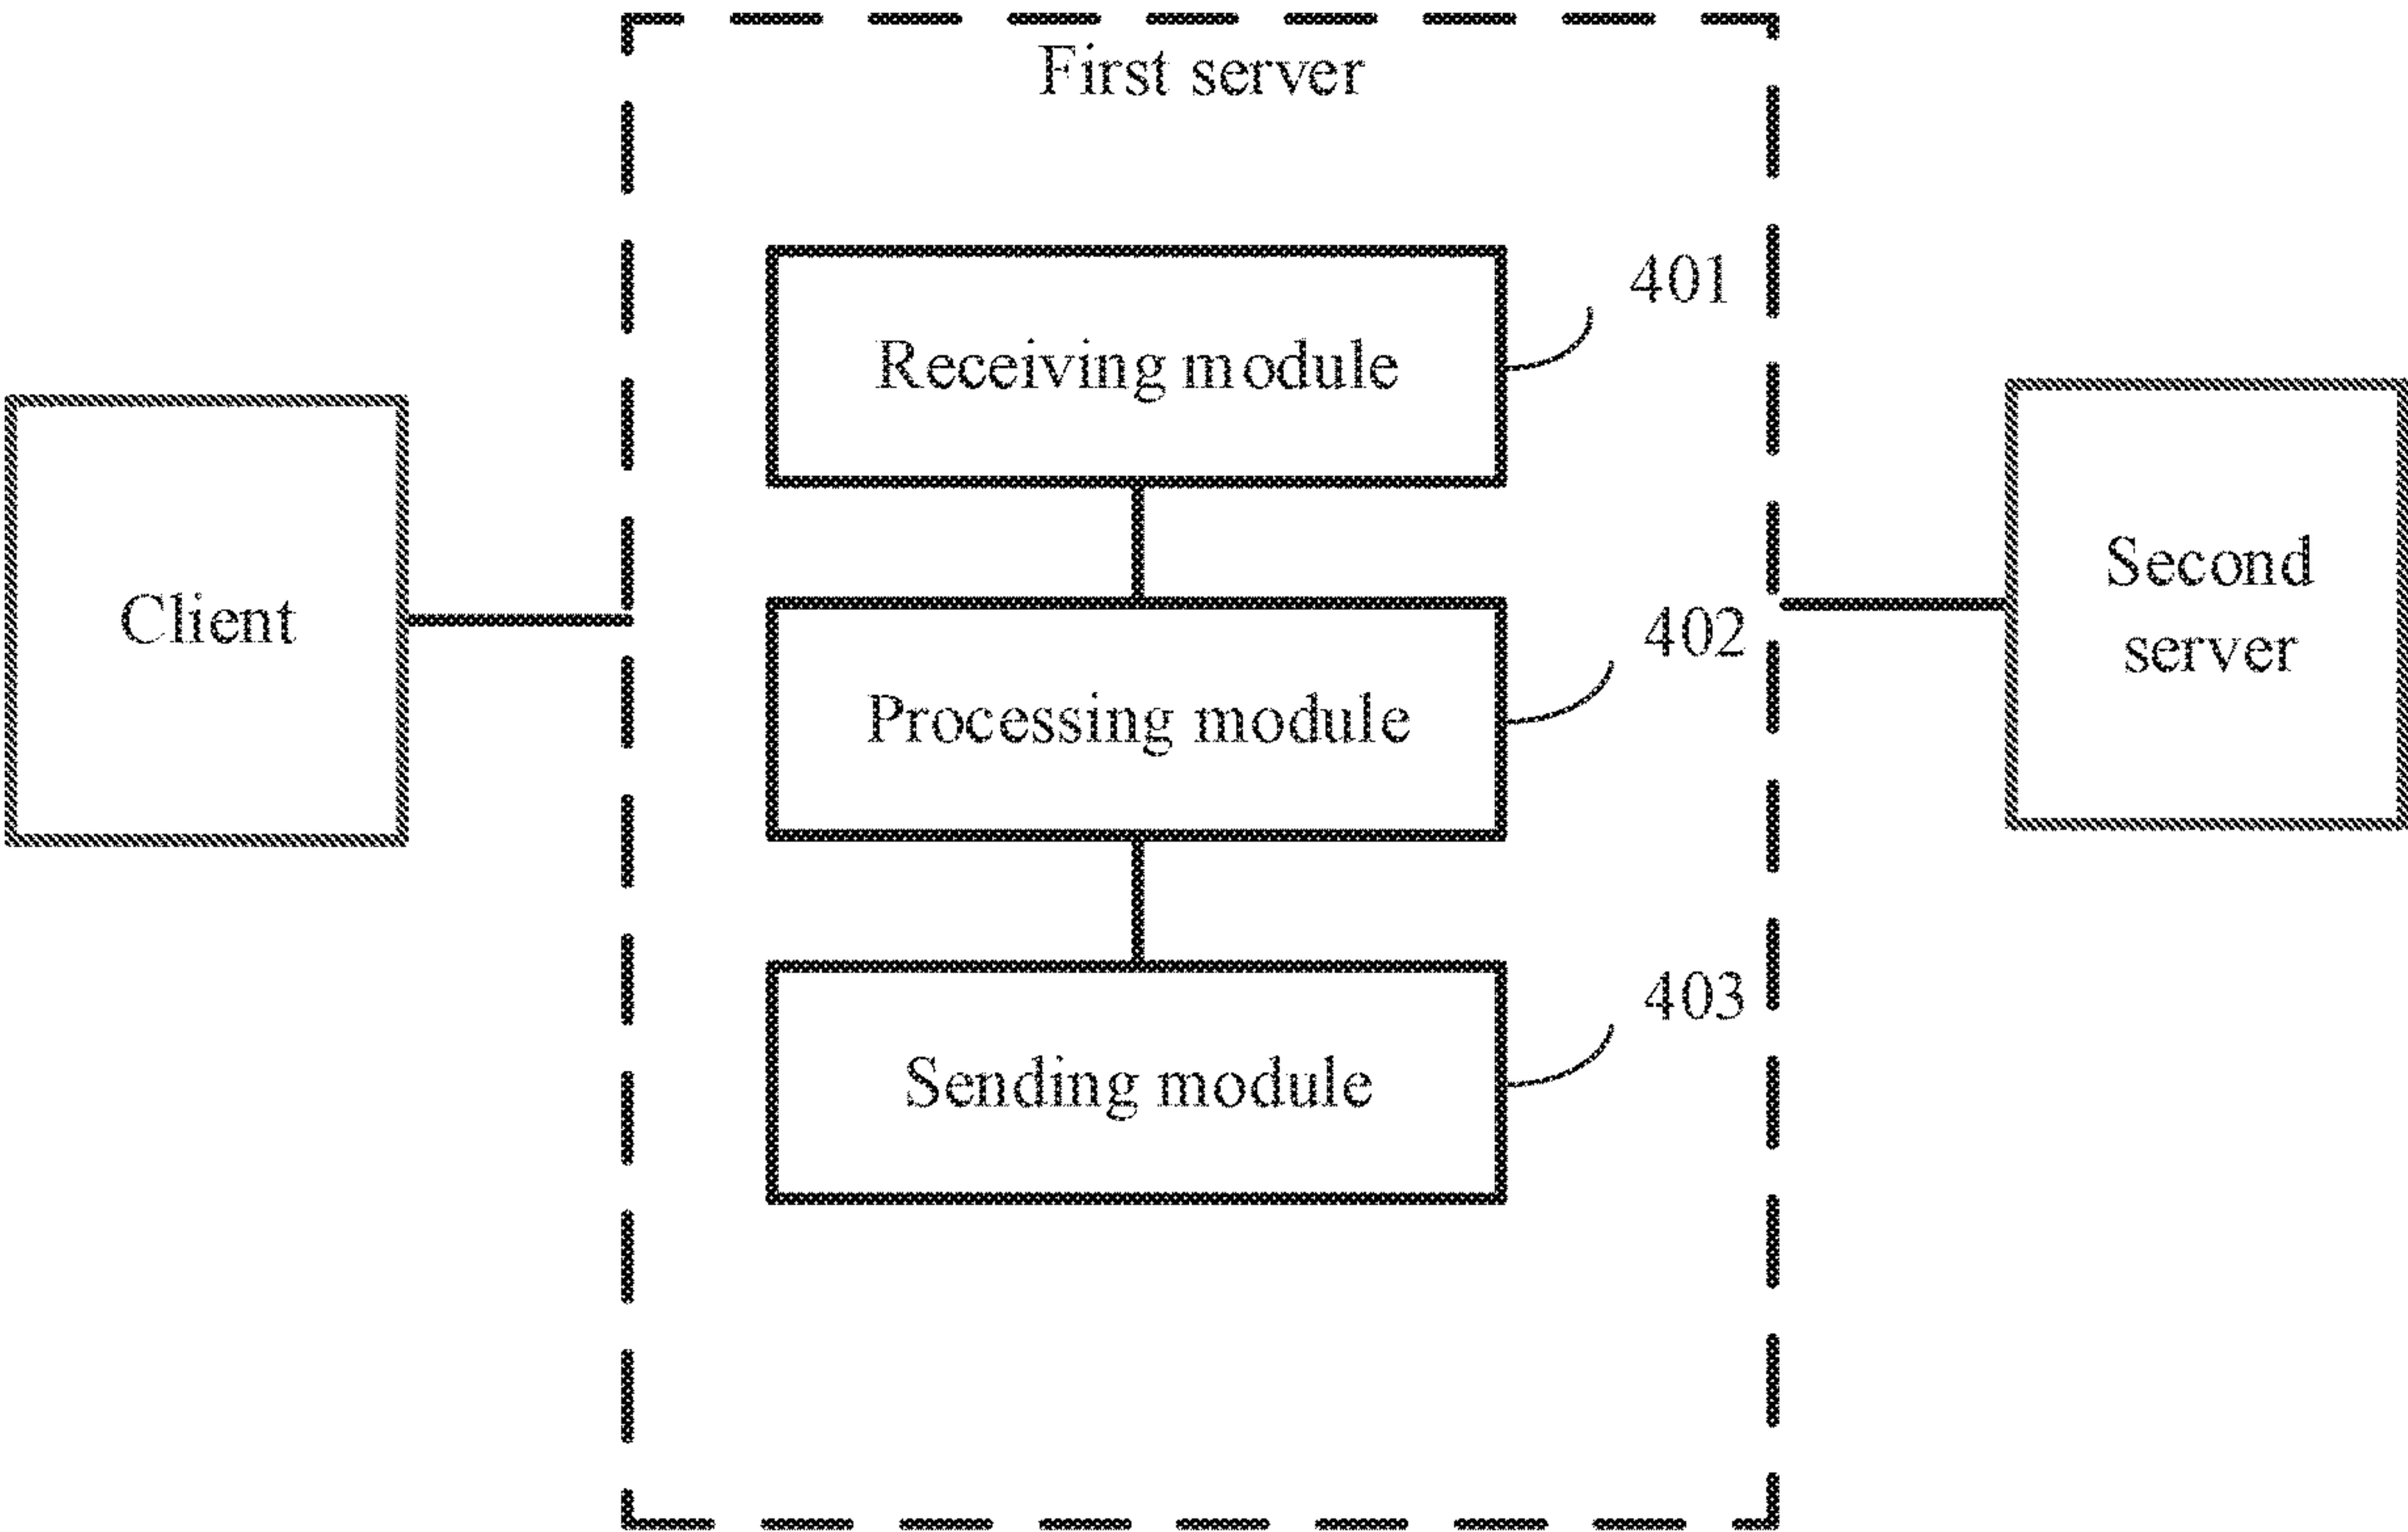 First server
401
Receiving module
Client
402
Processing module
Second
server
403
Sending module